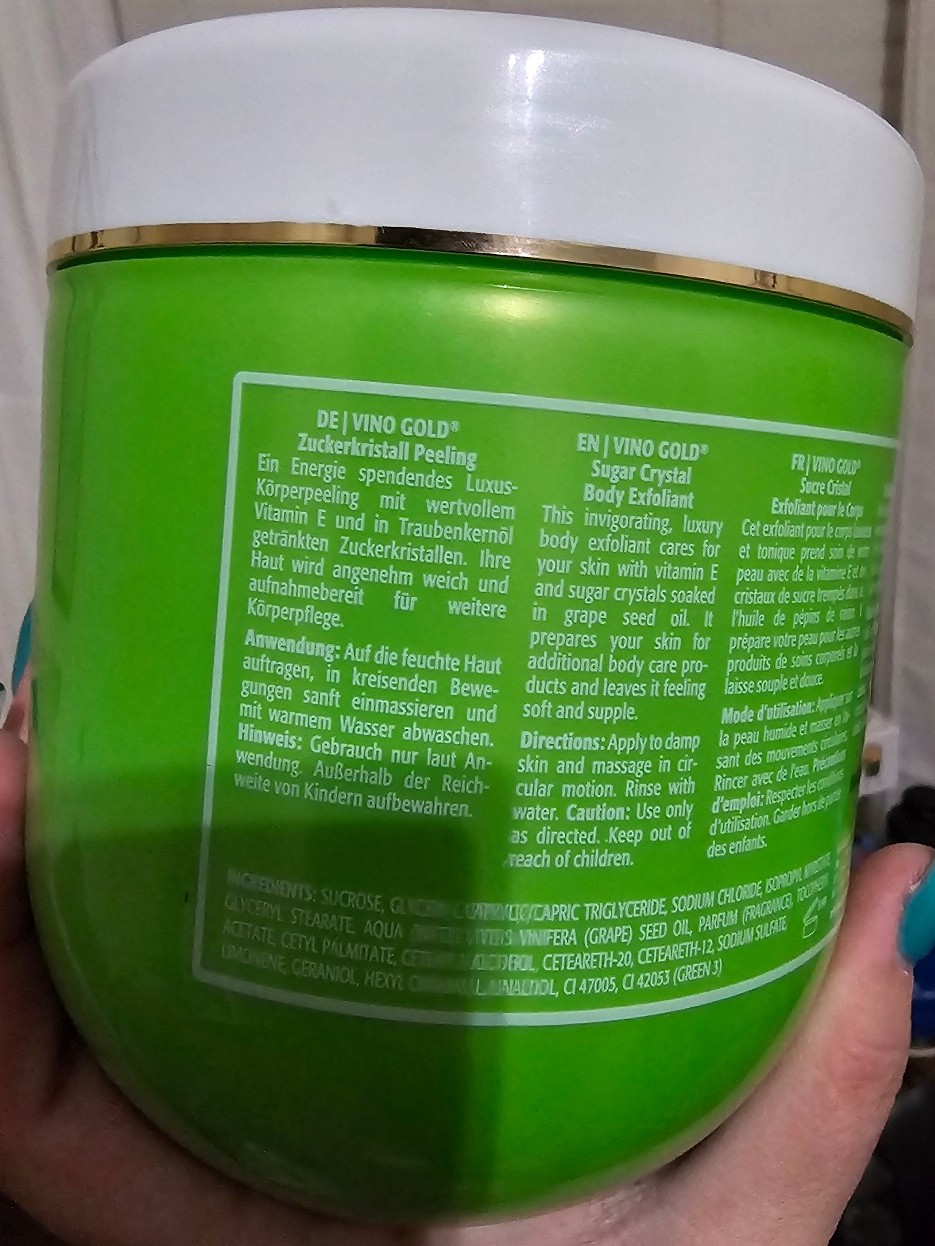 DE | VINO GOLD®
Zuckerkristall Peeling
Ein Energie spendendes Luxus-
Körperpeeling mit wertvollem
Vitamin E und in Traubenkernöl
getränkten Zuckerkristallen. Ihre
Haut wird angenehm weich und
aufnahmebereit für weitere
Körperpflege.
Anwendung: Auf die feuchte Haut
auftragen, in kreisenden Bewe-
gungen sanft einmassieren und
mit warmem Wasser abwaschen.
Hinweis: Gebrauch nur laut An-
wendung. Außerhalb der Reich-
weite von Kindern aufbewahren.
EN | VINO GOLD®
Sugar Crystal
Body Exfoliant
This invigorating, luxury
body exfoliant cares for
your skin with vitamin E
and sugar crystals soaked
in grape seed oil. It
prepares your skin for
additional body care pro-
ducts and leaves it feeling
soft and supple.
Directions: Apply to damp
skin and massage in cir-
cular motion. Rinse with
water. Caution: Use only
as directed. .Keep out of
reach of children.
FR | VINO GOLD®
Sucre Cristal
Exfoliant pour le Corps
Cet exfoliant pour le corps
et tonique prend soin de
peau avec de la vitamine E et
cristaux de sucre trempés dans
l'huile de pépins de raisin.
prépare votre peau pour les autres
produits de soins corporels et la
laisse souple et douce.
Mode d'utilisation: Appliquer sur
la peau humide et masser en
sant des mouvements circulaires.
Rincer avec de l'eau.
d'emploi: Respecter les conditions
d'utilisation. Garder hors de portée
des enfants.
INGREDIENTS: SUCROSE, CAPRYLIC/CAPRIC TRIGLYCERIDE, SODIUM CHLORIDE, ISOPROPYL
GLYCERYL STEARATE, AQUA VINIFERA (GRAPE) SEED OIL, PARFUM (FRAGRANCE),
ACETATE, CETYL PALMITATE, ALCOHOL, CETEARETH-20, CETEARETH-12, SODIUM SULFATE,
LIMONENE, GERANIOL, HEXYL LINALOOL, CI 47005, CI 42053 (GREEN 3)